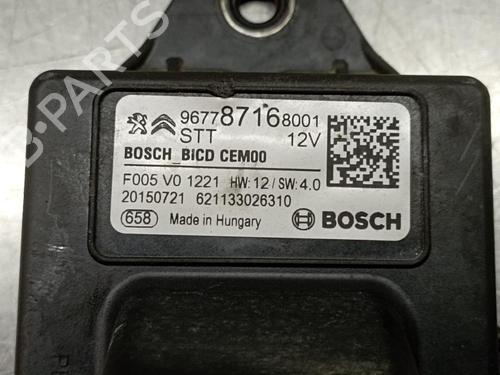 96778716 8001
STT 12V
BOSCH_BICD CEM00
F005 V0 1221 HW: 12 / SW: 4.0
20150721 621133026310
658 Made in Hungary BOSCH